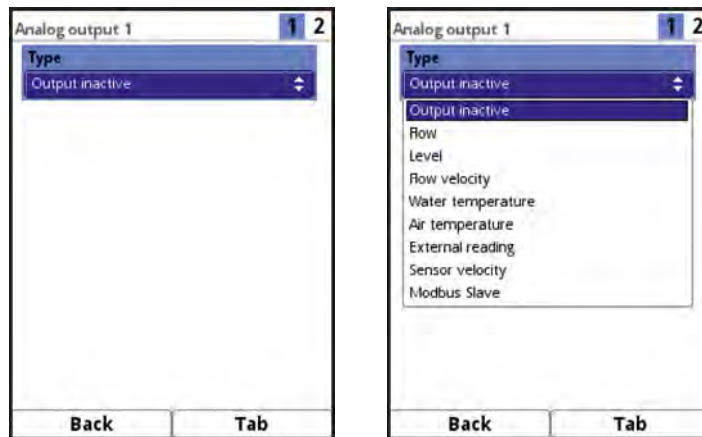 Analog output 1 1 2
Type
Output inactive
Back Tab
Analog output 1 1 2
Type
Output inactive
Output inactive
Flow
Level
Flow velocity
Water temperature
Air temperature
External reading
Sensor velocity
Modbus Slave
Back Tab